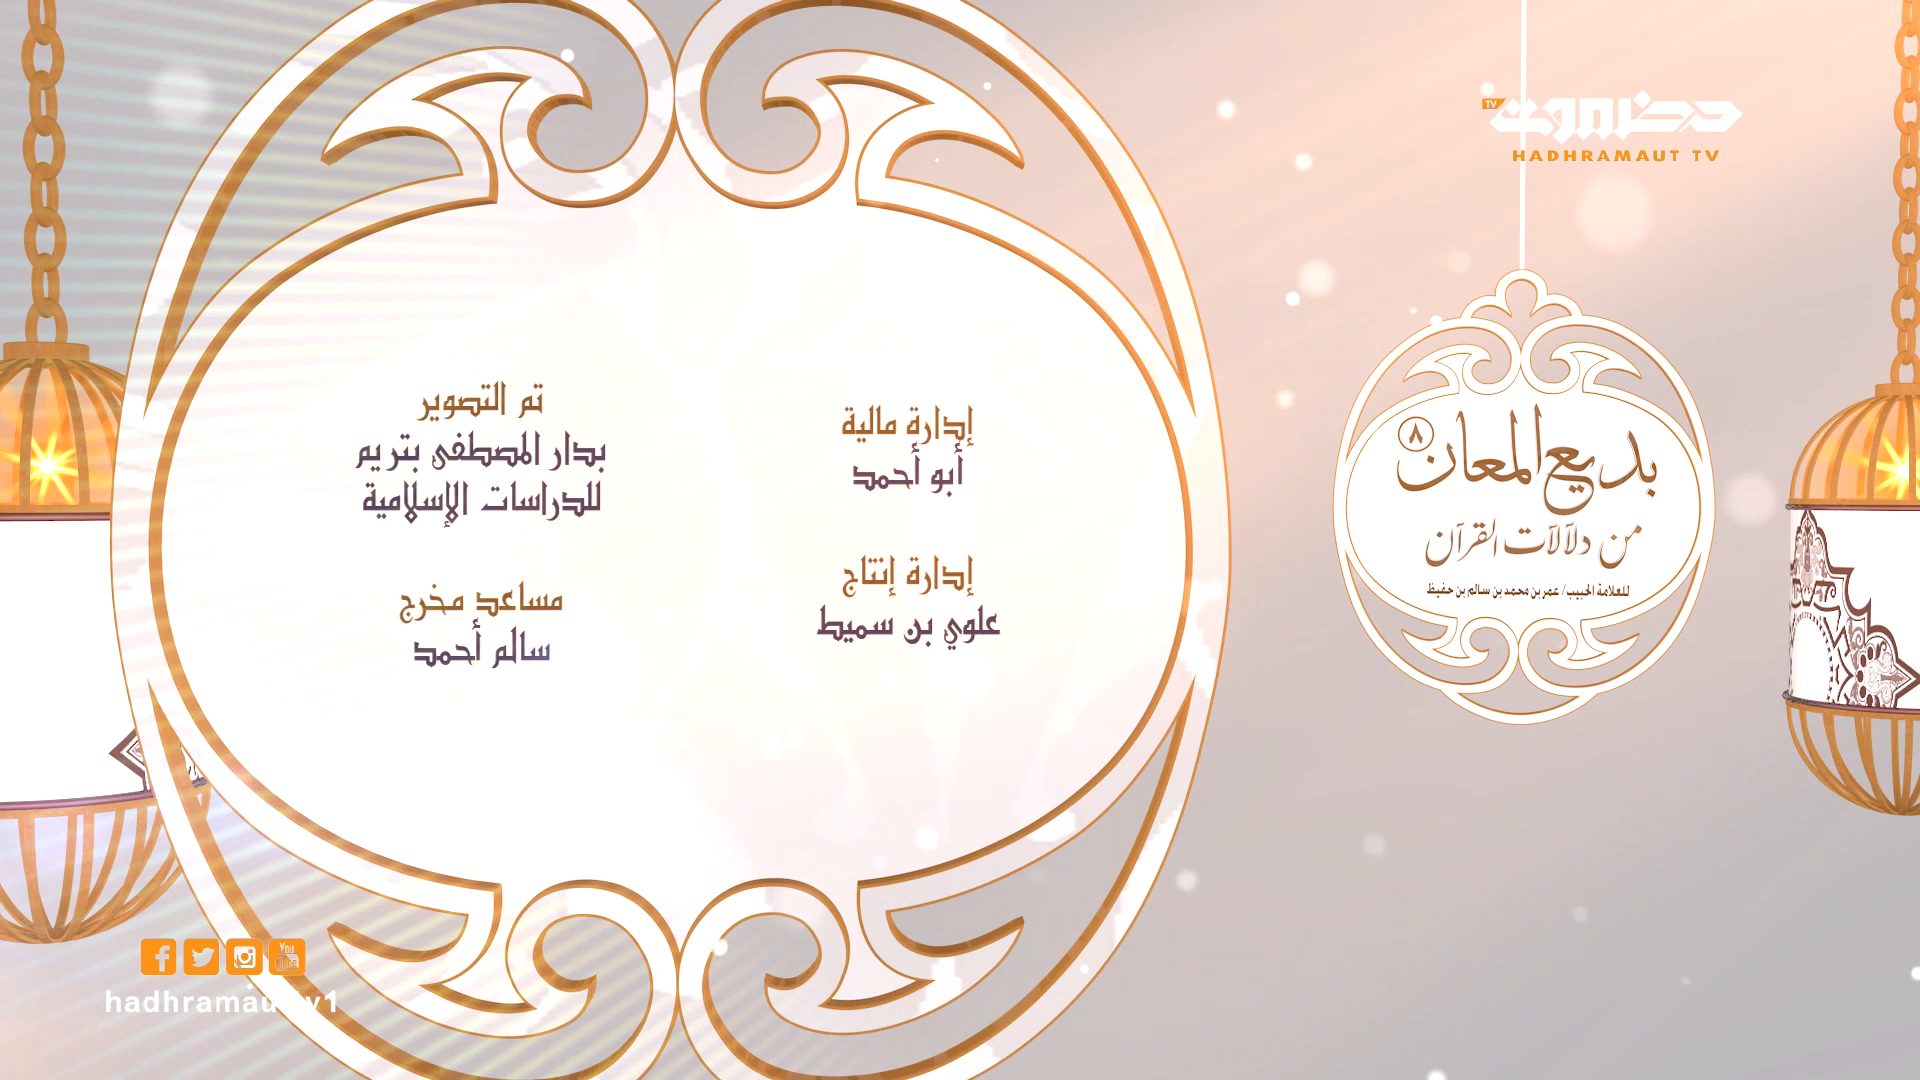 حضرموت TV
HADHRAMAUT TV
إدارة مالية
أبو أحمد
إدارة إنتاج
علوي بن سميط
تم التصوير
بدار المصطفى بتريم
للدراسات الإسلامية
مساعد مخرج
سالم أحمد
بديع المعان ٨
من دلالات القرآن
للعلامة الحبيب/ عمر بن محمد بن سالم بن حفيظ
You Tube